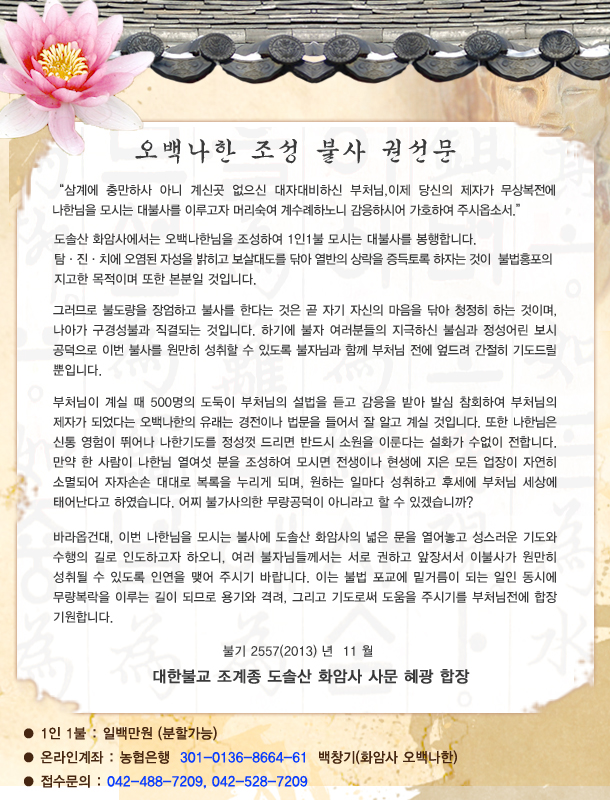 오백나한 조성 불사 권선문
“삼계에 충만하사 아니 계신곳 없으신 대자대비하신 부처님,이제 당신의 제자가 무상복전에
나한님을 모시는 대불사를 이루고자 머리숙여 계수례하노니 감응하시어 가호하여 주시옵소서.”
도솔산 화암사에서는 오백나한님을 조성하여 1인1불 모시는 대불사를 봉행합니다.
탐 · 진 · 치에 오염된 자성을 밝히고 보살대도를 닦아 열반의 상락을 증득토록 하자는 것이 불법홍포의
지고한 목적이며 또한 본분일 것입니다.
그러므로 불도량을 장엄하고 불사를 한다는 것은 곧 자기 자신의 마음을 닦아 청정히 하는 것이며,
나아가 구경성불과 직결되는 것입니다. 하기에 불자 여러분들의 지극하신 불심과 정성어린 보시
공덕으로 이번 불사를 원만히 성취할 수 있도록 불자님과 함께 부처님 전에 엎드려 간절히 기도드릴
뿐입니다.
부처님이 계실 때 500명의 도둑이 부처님의 설법을 듣고 감응을 받아 발심 참회하여 부처님의
제자가 되었다는 오백나한의 유래는 경전이나 법문을 들어서 잘 알고 계실 것입니다. 또한 나한님은
신통 영험이 뛰어나 나한기도를 정성껏 드리면 반드시 소원을 이룬다는 설화가 수없이 전합니다.
만약 한 사람이 나한님 열여섯 분을 조성하여 모시면 전생이나 현생에 지은 모든 업장이 자연히
소멸되어 자자손손 대대로 복록을 누리게 되며, 원하는 일마다 성취하고 후세에 부처님 세상에
태어난다고 하였습니다. 어찌 불가사의한 무량공덕이 아니라고 할 수 있겠습니까?
바라옵건대, 이번 나한님을 모시는 불사에 도솔산 화암사의 넓은 문을 열어놓고 성스러운 기도와
수행의 길로 인도하고자 하오니, 여러 불자님들께서는 서로 권하고 앞장서서 이불사가 원만히
성취될 수 있도록 인연을 맺어 주시기 바랍니다. 이는 불법 포교에 밑거름이 되는 일인 동시에
무량복락을 이루는 길이 되므로 용기와 격려, 그리고 기도로써 도움을 주시기를 부처님전에 합장
기원합니다.
불기 2557(2013) 년 11 월
대한불교 조계종 도솔산 화암사 사문 혜광 합장
● 1인 1불 : 일백만원 (분할가능)
● 온라인계좌 : 농협은행 301-0136-8664-61 백창기(화암사 오백나한)
● 접수문의 : 042-488-7209, 042-528-7209